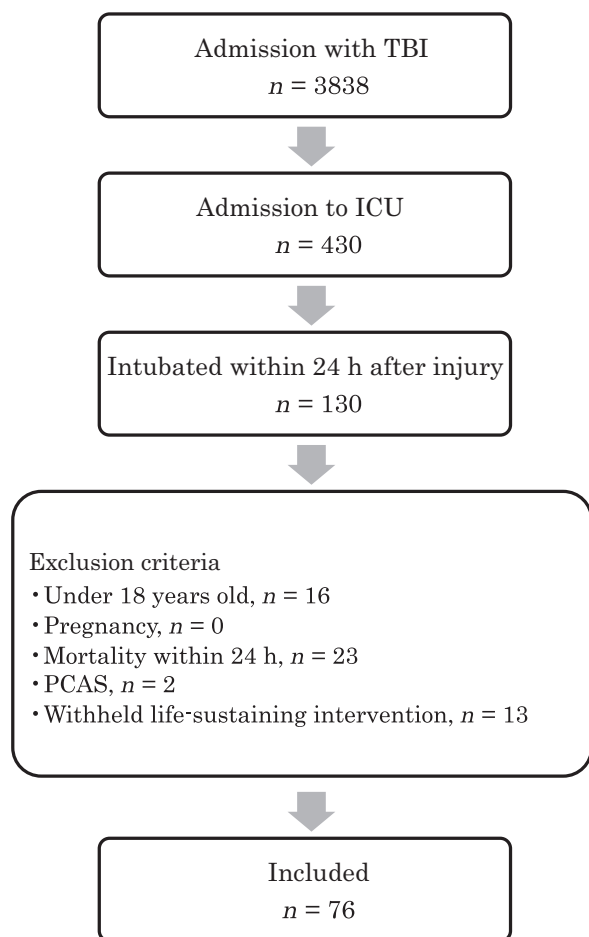 Admission with TBI
n = 3838
Admission to ICU
n = 430
Intubated within 24 h after injury
n = 130
Exclusion criteria
・Under 18 years old, n = 16
・Pregnancy, n = 0
・Mortality within 24 h, n = 23
・PCAS, n = 2
・Withheld life-sustaining intervention, n = 13
Included
n = 76